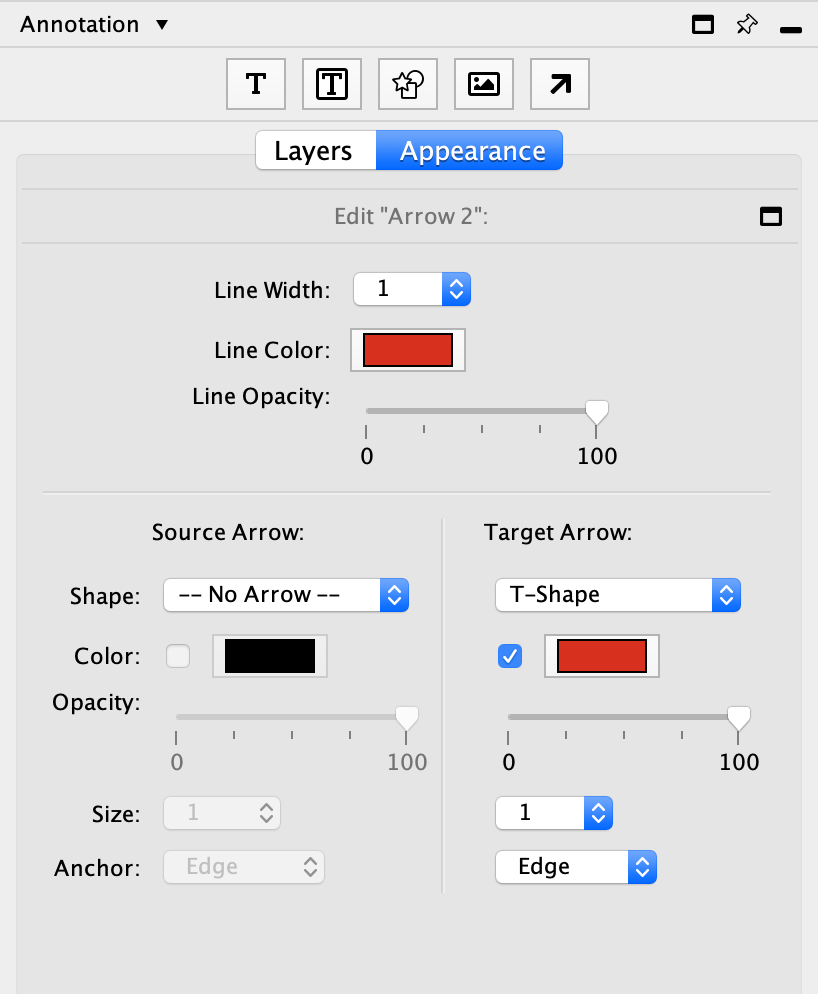 Annotation ▼
T T
Layers Appearance
Edit "Arrow 2":
Line Width: 1
Line Color:
Line Opacity:
0 100
Source Arrow: Target Arrow:
Shape: -- No Arrow -- T-Shape
Color:
Opacity:
0 100 0 100
Size: 1 1
Anchor: Edge Edge